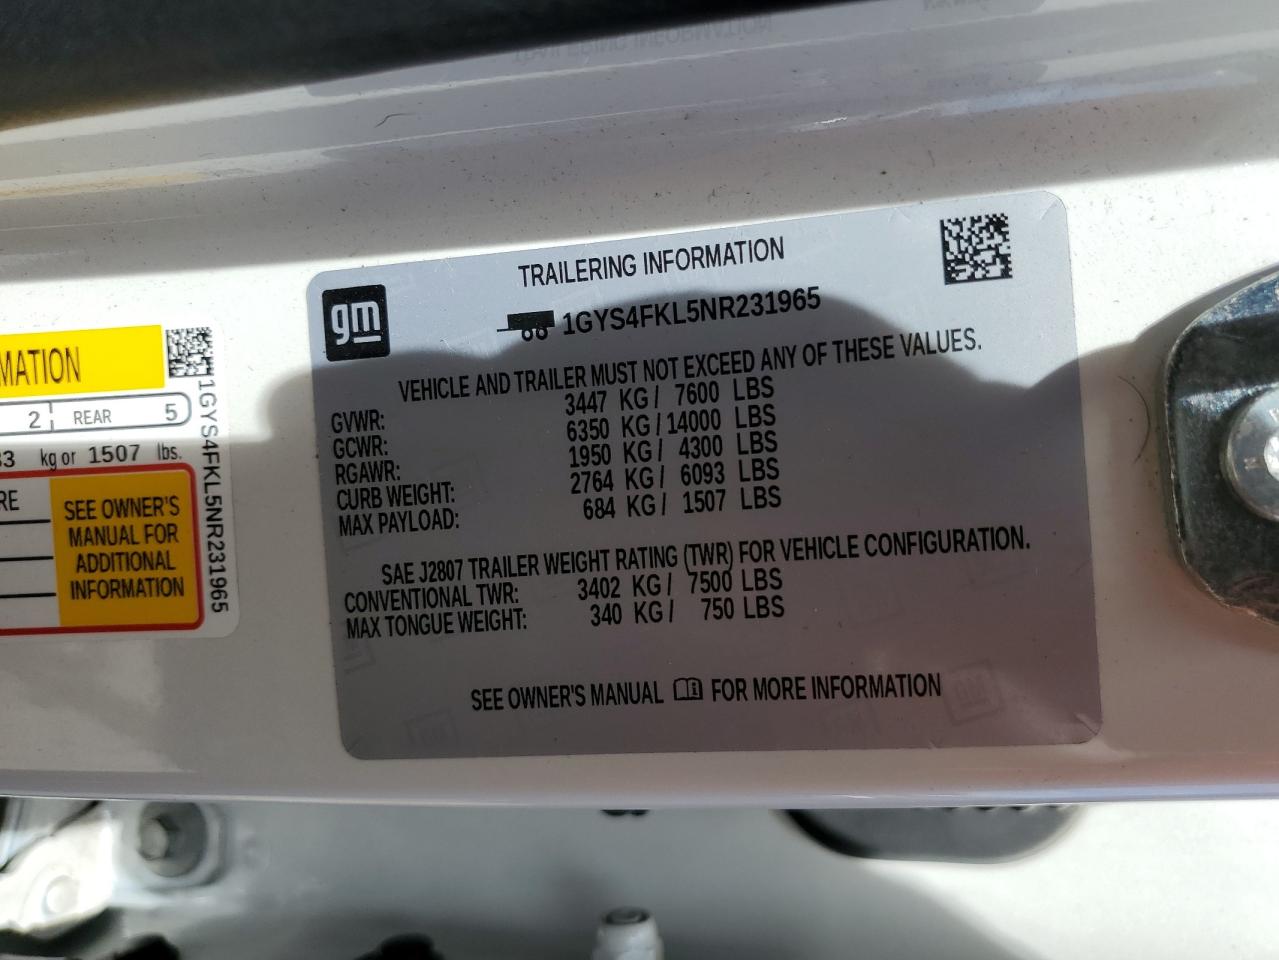 TRAILERING INFORMATION
gm
1GYS4FKL5NR231965
VEHICLE AND TRAILER MUST NOT EXCEED ANY OF THESE VALUES.
GVWR: 3447 KG / 7600 LBS
GCWR: 6350 KG / 14000 LBS
RGAWR: 1950 KG / 4300 LBS
CURB WEIGHT: 2764 KG / 6093 LBS
MAX PAYLOAD: 684 KG / 1507 LBS
SAE J2807 TRAILER WEIGHT RATING (TWR) FOR VEHICLE CONFIGURATION.
CONVENTIONAL TWR: 3402 KG / 7500 LBS
MAX TONGUE WEIGHT: 340 KG / 750 LBS
SEE OWNER'S MANUAL FOR MORE INFORMATION
MATION
2 REAR 5
kg or 1507 lbs.
RE
SEE OWNER'S
MANUAL FOR
ADDITIONAL
INFORMATION
1GYS4FKL5NR231965